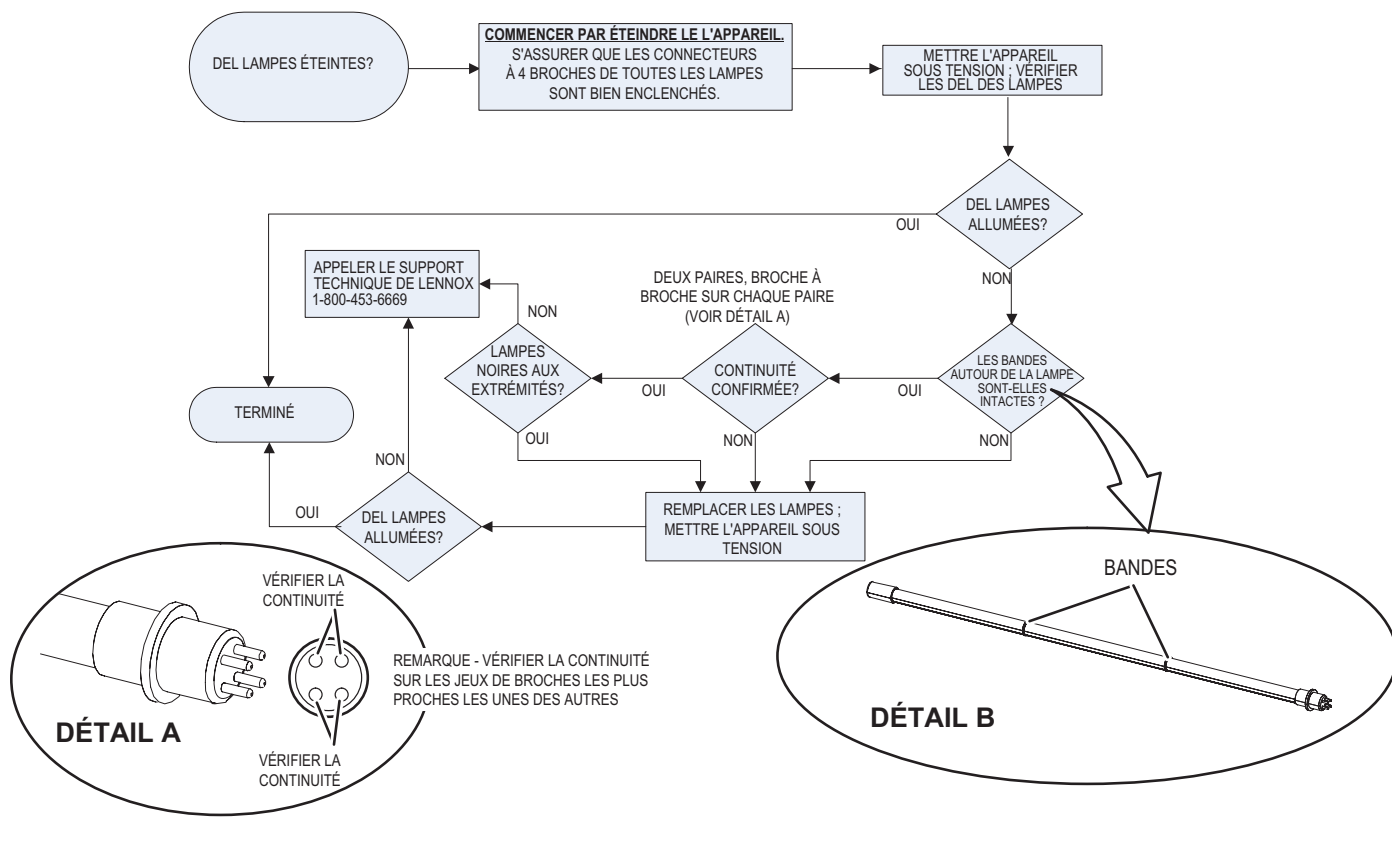 DEL LAMPES ÉTEINTES?
COMMENCER PAR ÉTEINDRE LE L'APPAREIL.
S'ASSURER QUE LES CONNECTEURS
À 4 BROCHES DE TOUTES LES LAMPES
SONT BIEN ENCLENCHÉS.
METTRE L'APPAREIL
SOUS TENSION ; VÉRIFIER
LES DEL DES LAMPES
DEL LAMPES
ALLUMÉES?
OUI
NON
APPELER LE SUPPORT
TECHNIQUE DE LENNOX
1-800-453-6669
NON
DEUX PAIRES, BROCHE À
BROCHE SUR CHAQUE PAIRE
(VOIR DÉTAIL A)
LAMPES
NOIRES AUX
EXTRÉMITÉS?
OUI
CONTINUITÉ
CONFIRMÉE?
OUI
LES BANDES
AUTOUR DE LA LAMPE
SONT-ELLES
INTACTES ?
TERMINÉ
OUI
NON
NON
NON
REMPLACER LES LAMPES ;
METTRE L'APPAREIL SOUS
TENSION
OUI
DEL LAMPES
ALLUMÉES?
VÉRIFIER LA
CONTINUITÉ
REMARQUE - VÉRIFIER LA CONTINUITÉ
SUR LES JEUX DE BROCHES LES PLUS
PROCHES LES UNES DES AUTRES
DÉTAIL A
VÉRIFIER LA
CONTINUITÉ
BANDES
DÉTAIL B